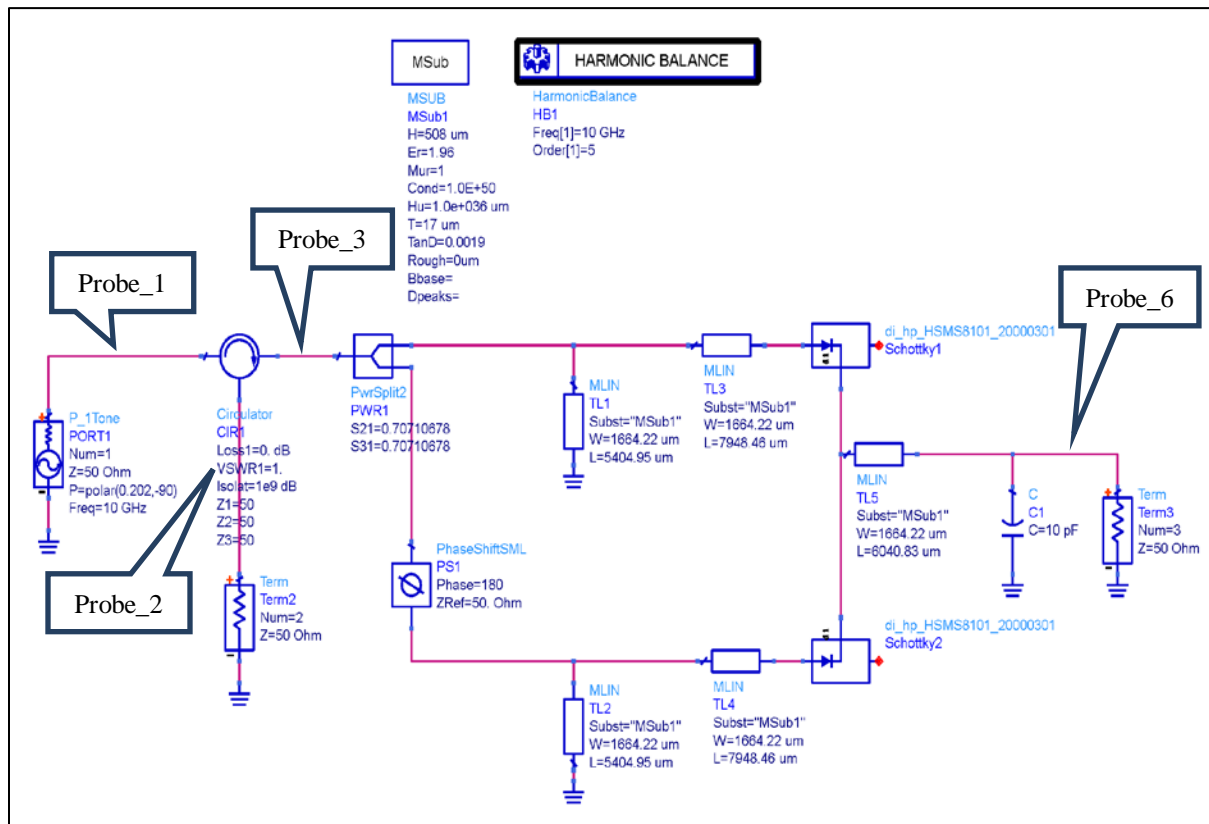 MSub
HARMONIC BALANCE
MSUB
MSub1
H=508 um
Er=1.96
Mur=1
Cond=1.0E+50
Hu=1.0e+036 um
T=17 um
TanD=0.0019
Rough=0um
Bbase=
Dpeaks=
HarmonicBalance
HB1
Freq[1]=10 GHz
Order[1]=5
Probe_1
Probe_3
Probe_6
Probe_2
P_1Tone
PORT1
Num=1
Z=50 Ohm
P=polar(0.202,-90)
Freq=10 GHz
Circulator
CIR1
Loss1=0. dB
VSWR1=1.
Isolat=1e9 dB
Z1=50
Z2=50
Z3=50
Term
Term2
Num=2
Z=50 Ohm
PwrSplit2
PWR1
S21=0.70710678
S31=0.70710678
PhaseShiftSML
PS1
Phase=180
ZRef=50. Ohm
MLIN
TL1
Subst="MSub1"
W=1664.22 um
L=5404.95 um
MLIN
TL3
Subst="MSub1"
W=1664.22 um
L=7948.46 um
di_hp_HSMS8101_20000301
Schottky1
MLIN
TL5
Subst="MSub1"
W=1664.22 um
L=6040.83 um
C
C1
C=10 pF
Term
Term3
Num=3
Z=50 Ohm
di_hp_HSMS8101_20000301
Schottky2
MLIN
TL2
Subst="MSub1"
W=1664.22 um
L=5404.95 um
MLIN
TL4
Subst="MSub1"
W=1664.22 um
L=7948.46 um